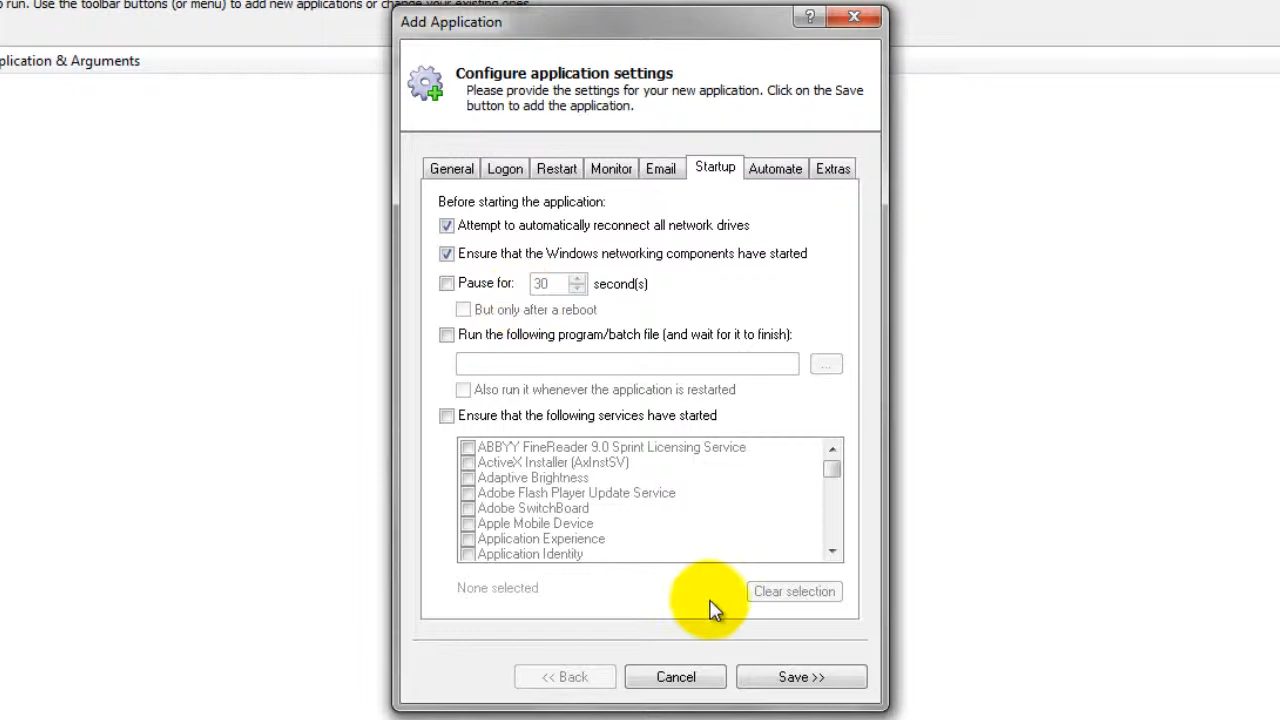 o run. Use the toolbar buttons (or menu) to add new applications or change your existing ones.
Add Application
?
plication & Arguments
Configure application settings
Please provide the settings for your new application. Click on the Save
button to add the application.
General Logon Restart Monitor Email Startup Automate Extras
Before starting the application:
Attempt to automatically reconnect all network drives
Ensure that the Windows networking components have started
Pause for: 30 second(s)
But only after a reboot
Run the following program/batch file (and wait for it to finish):
...
Also run it whenever the application is restarted
Ensure that the following services have started
ABBYY FineReader 9.0 Sprint Licensing Service
ActiveX Installer (AxInstSV)
Adaptive Brightness
Adobe Flash Player Update Service
Adobe SwitchBoard
Apple Mobile Device
Application Experience
Application Identity
None selected
Clear selection
<< Back Cancel Save >>